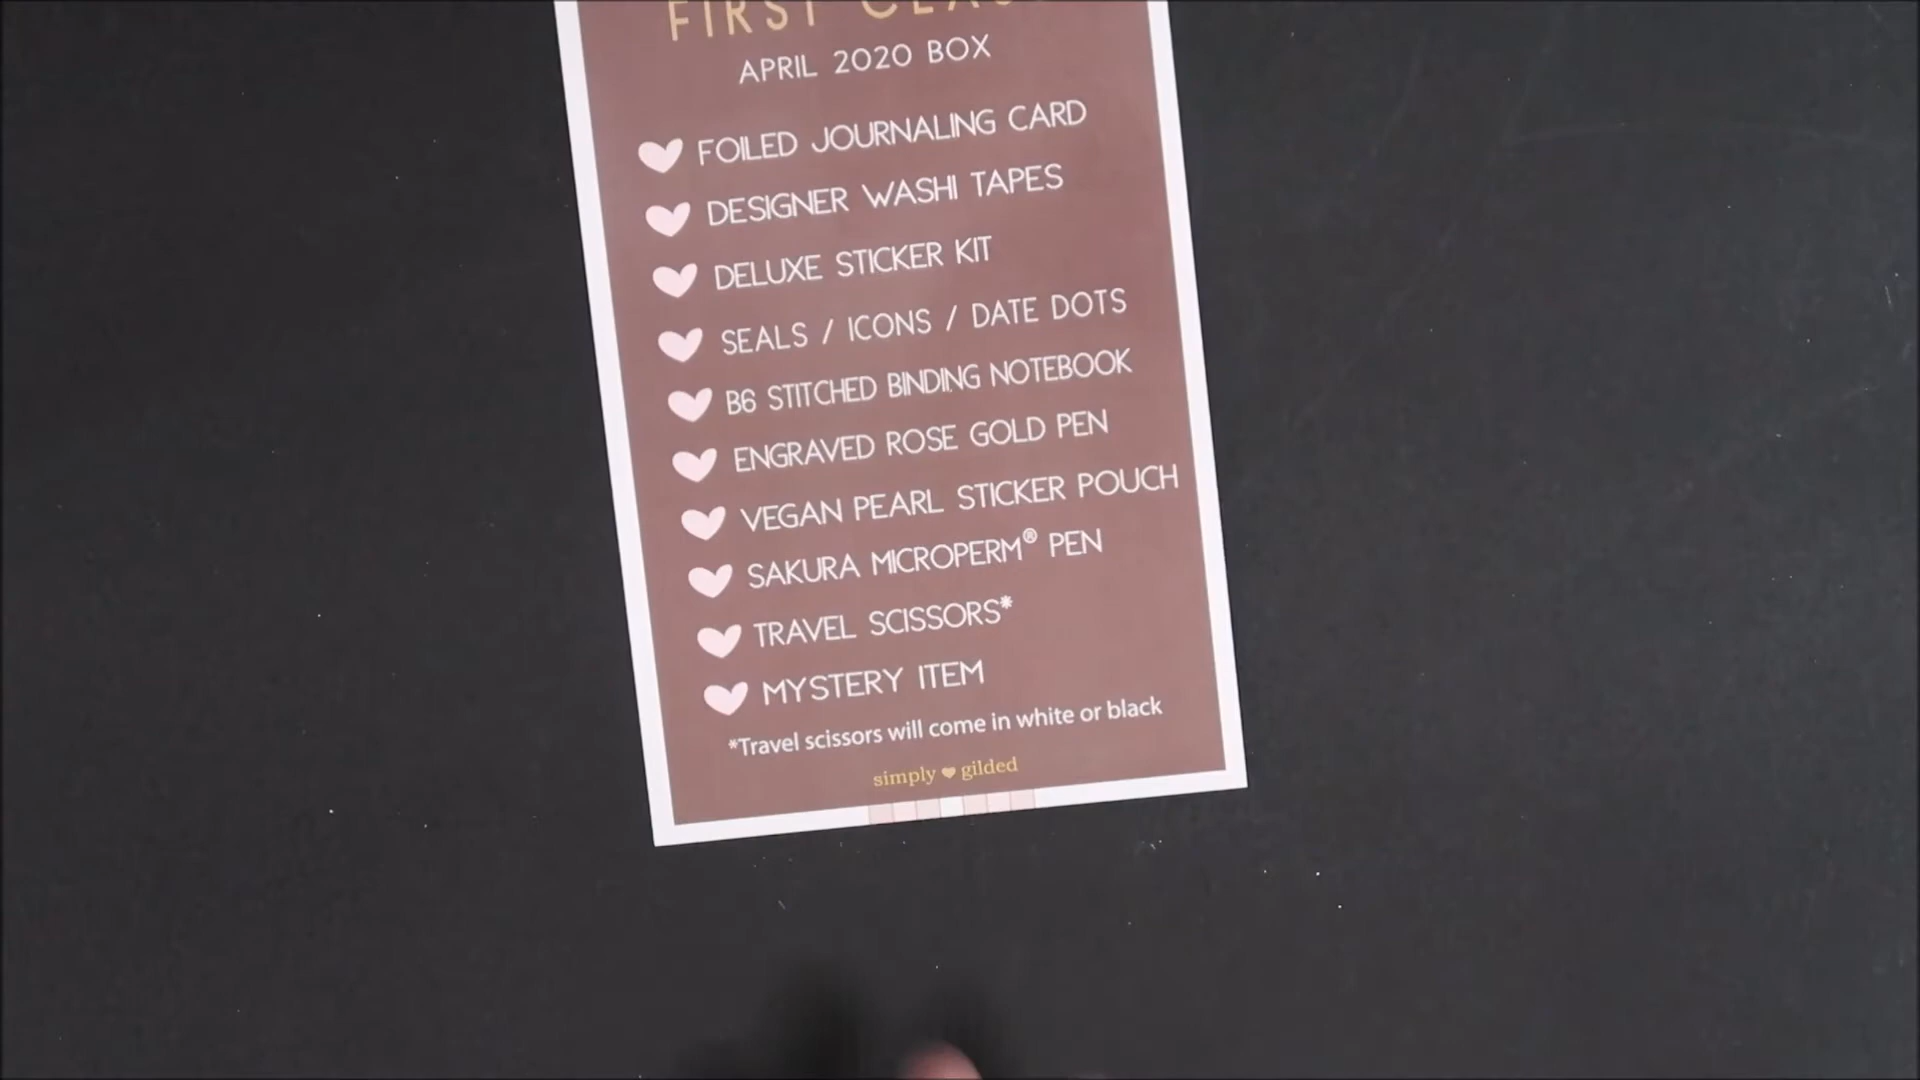 FIRST
APRIL 2020 BOX
FOILED JOURNALING CARD
DESIGNER WASHI TAPES
DELUXE STICKER KIT
SEALS / ICONS / DATE DOTS
B6 STITCHED BINDING NOTEBOOK
ENGRAVED ROSE GOLD PEN
VEGAN PEARL STICKER POUCH
SAKURA MICROPERM® PEN
TRAVEL SCISSORS*
MYSTERY ITEM
*Travel scissors will come in white or black
simply gilded